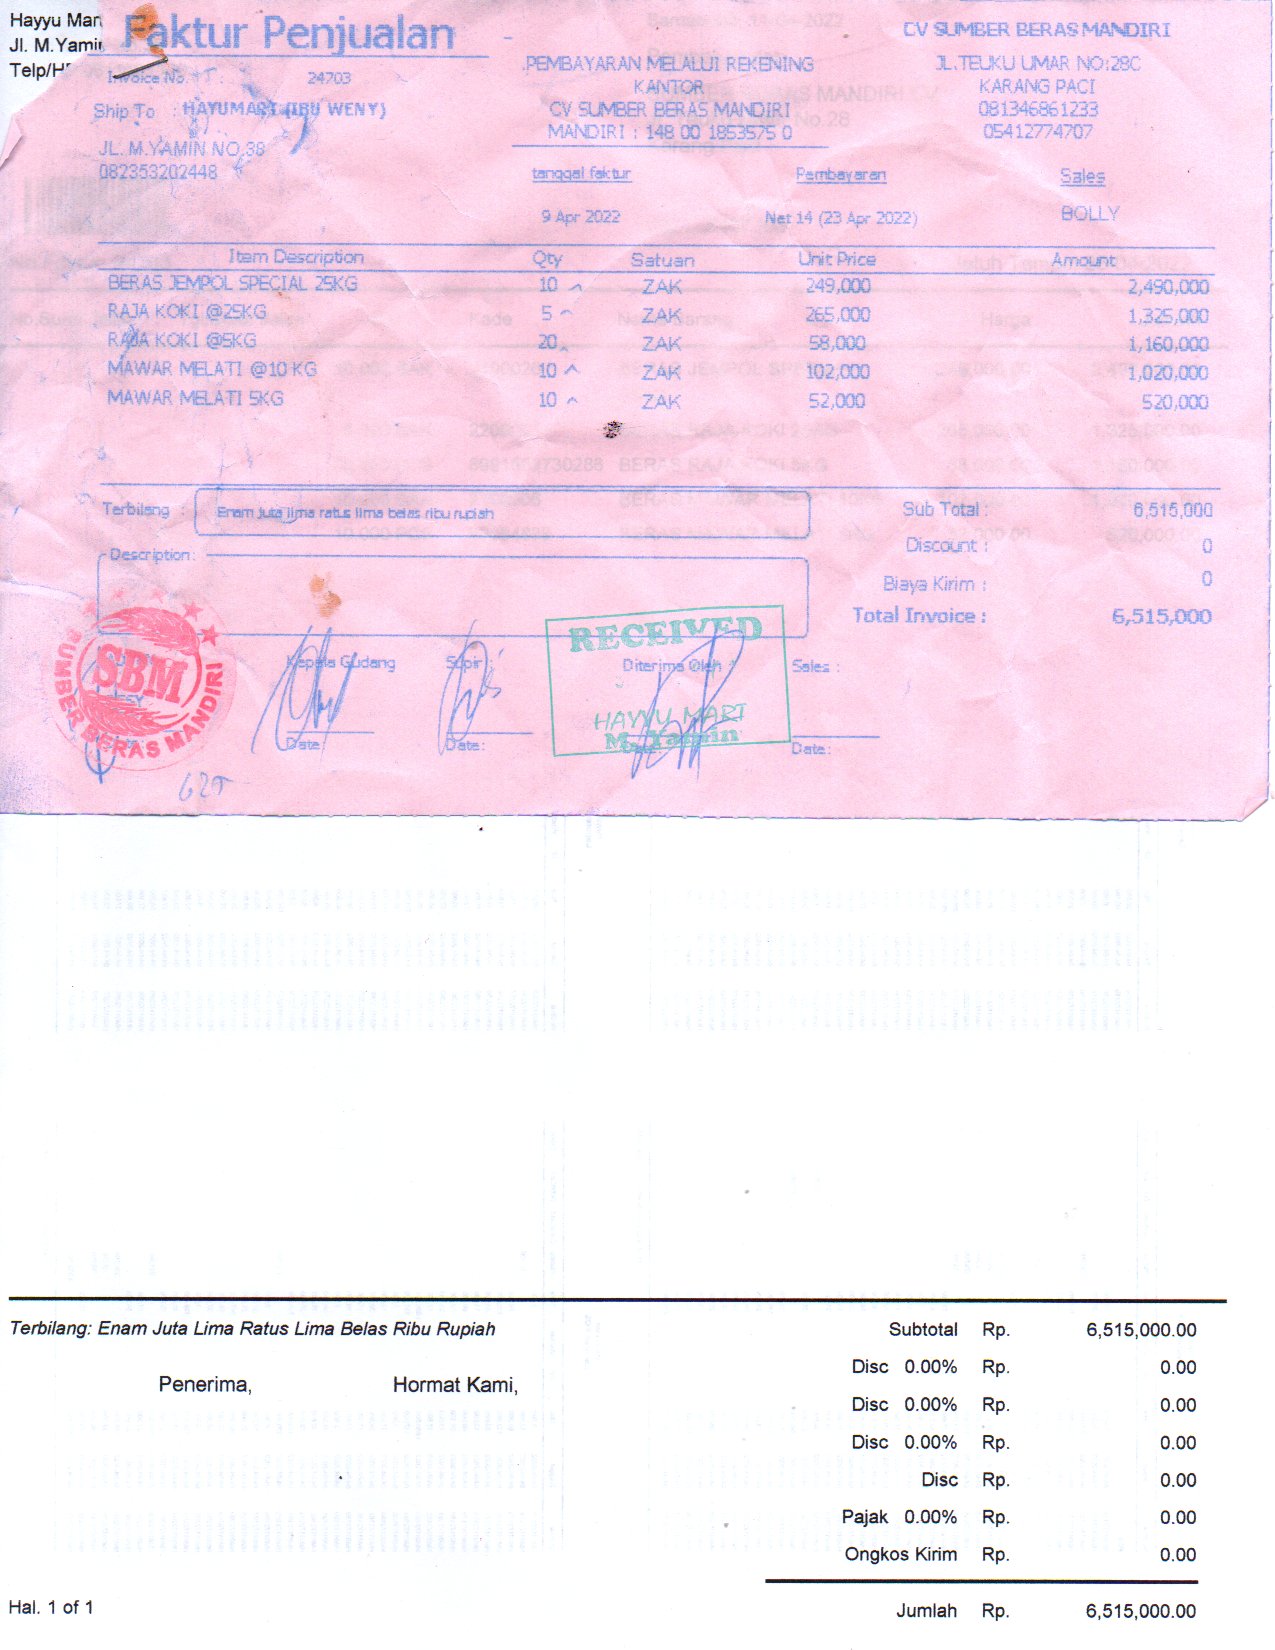 Hayyu Mar
Jl. M.Yamin
Telp/HP
Faktur Penjualan
Invoice No.
24703
Ship To : HAYUMART (IBU WENY)
JL. M.YAMIN NO.38
082353202448
PEMBAYARAN MELALUI REKENING
KANTOR
CV SUMBER BERAS MANDIRI
MANDIRI : 148 00 1853575 0
CV SUMBER BERAS MANDIRI
JL.TEUKU UMAR NO:28C
KARANG PACI
081346861233
05412774707
tanggal faktur Pembayaran Sales
9 Apr 2022 Net 14 (23 Apr 2022) BOLLY
Item Description Qty Satuan Unit Price Amount
BERAS JEMPOL SPECIAL 25KG 10 ZAK 249,000 2,490,000
RAJA KOKI @25KG 5 ZAK 265,000 1,325,000
RAJA KOKI @5KG 20 ZAK 58,000 1,160,000
MAWAR MELATI @10 KG 10 ZAK 102,000 1,020,000
MAWAR MELATI 5KG 10 ZAK 52,000 520,000
Terbilang : Enam juta lima ratus lima belas ribu rupiah
Description:
Sub Total : 6,515,000
Discount : 0
Biaya Kirim : 0
Total Invoice : 6,515,000
SBM
SUMBER BERAS MANDIRI
Kepala Gudang Supir : Diterima Oleh : Sales :
RECEIVED
HAYYU MART
M. Yamin
Date: Date: Date:
Terbilang: Enam Juta Lima Ratus Lima Belas Ribu Rupiah
Penerima, Hormat Kami,
Subtotal Rp. 6,515,000.00
Disc 0.00% Rp. 0.00
Disc 0.00% Rp. 0.00
Disc 0.00% Rp. 0.00
Disc Rp. 0.00
Pajak 0.00% Rp. 0.00
Ongkos Kirim Rp. 0.00
Hal. 1 of 1
Jumlah Rp. 6,515,000.00